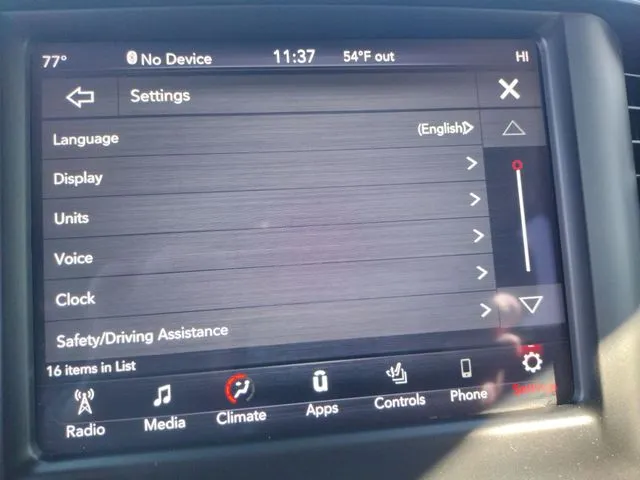 77° No Device 11:37 54°F out HI
Settings
Language (English)
Display
Units
Voice
Clock
Safety/Driving Assistance
16 items in List
Radio Media Climate Apps Controls Phone